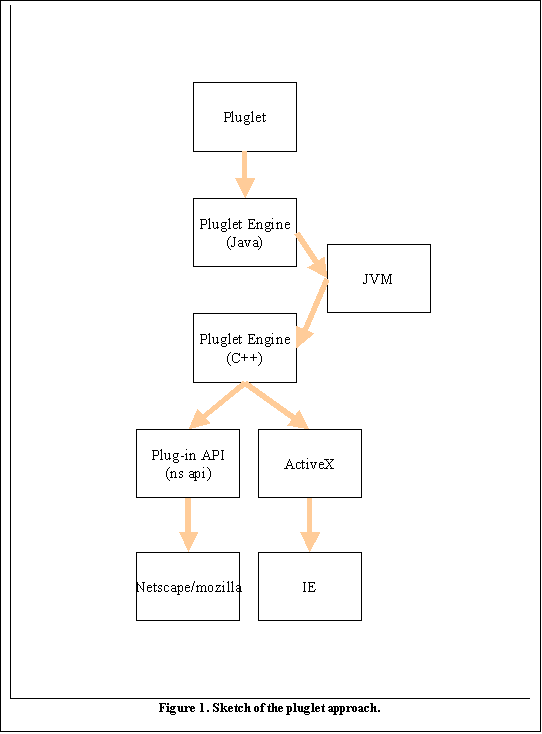 Pluglet
Pluglet Engine
(Java)
JVM
Pluglet Engine
(C++)
Plug-in API
(ns api)
ActiveX
Netscape/mozilla
IE
Figure 1. Sketch of the pluglet approach.